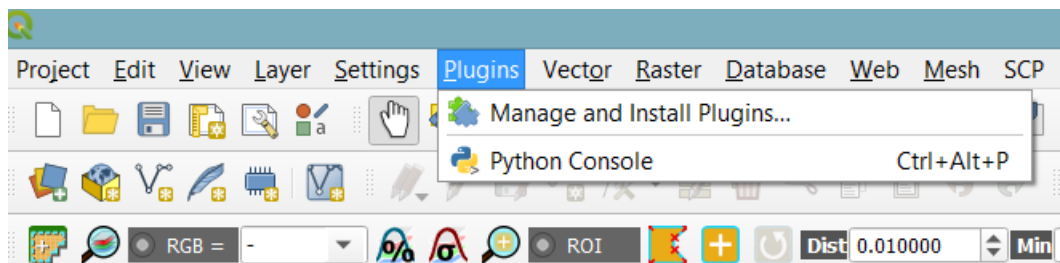 Project Edit View Layer Settings Plugins Vector Raster Database Web Mesh SCP
Manage and Install Plugins...
Python Console Ctrl+Alt+P
RGB = - ROI Dist 0.010000 Min